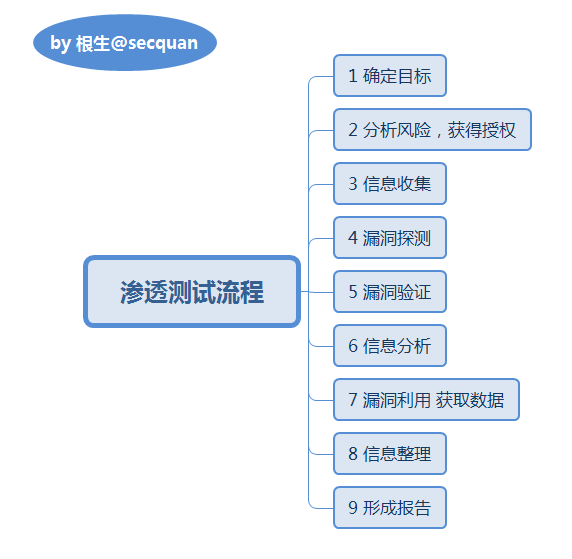 by 根生@secquan
1 确定目标
2 分析风险，获得授权
3 信息收集
4 漏洞探测
渗透测试流程
5 漏洞验证
6 信息分析
7 漏洞利用 获取数据
8 信息整理
9 形成报告